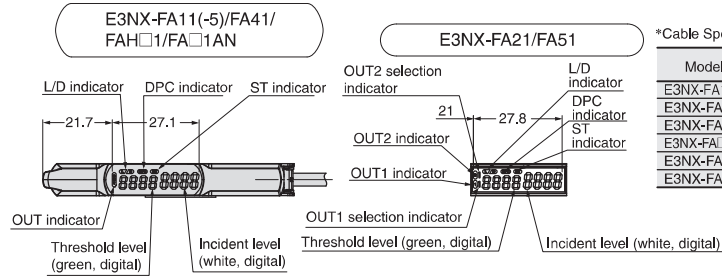 E3NX-FA11(-5)/FA41/
FAH□1/FA□1AN
L/D indicator
DPC indicator
ST indicator
21.7
27.1
OUT indicator
Threshold level
(green, digital)
Incident level
(white, digital)
E3NX-FA21/FA51
OUT2 selection
indicator
L/D
indicator
DPC
indicator
ST
indicator
21
27.8
OUT2 indicator
OUT1 indicator
OUT1 selection indicator
Threshold level (green, digital)
Incident level (white, digital)
*Cable Spe
Model
E3NX-FA1
E3NX-FA
E3NX-FA
E3NX-FA□
E3NX-FA
E3NX-FA